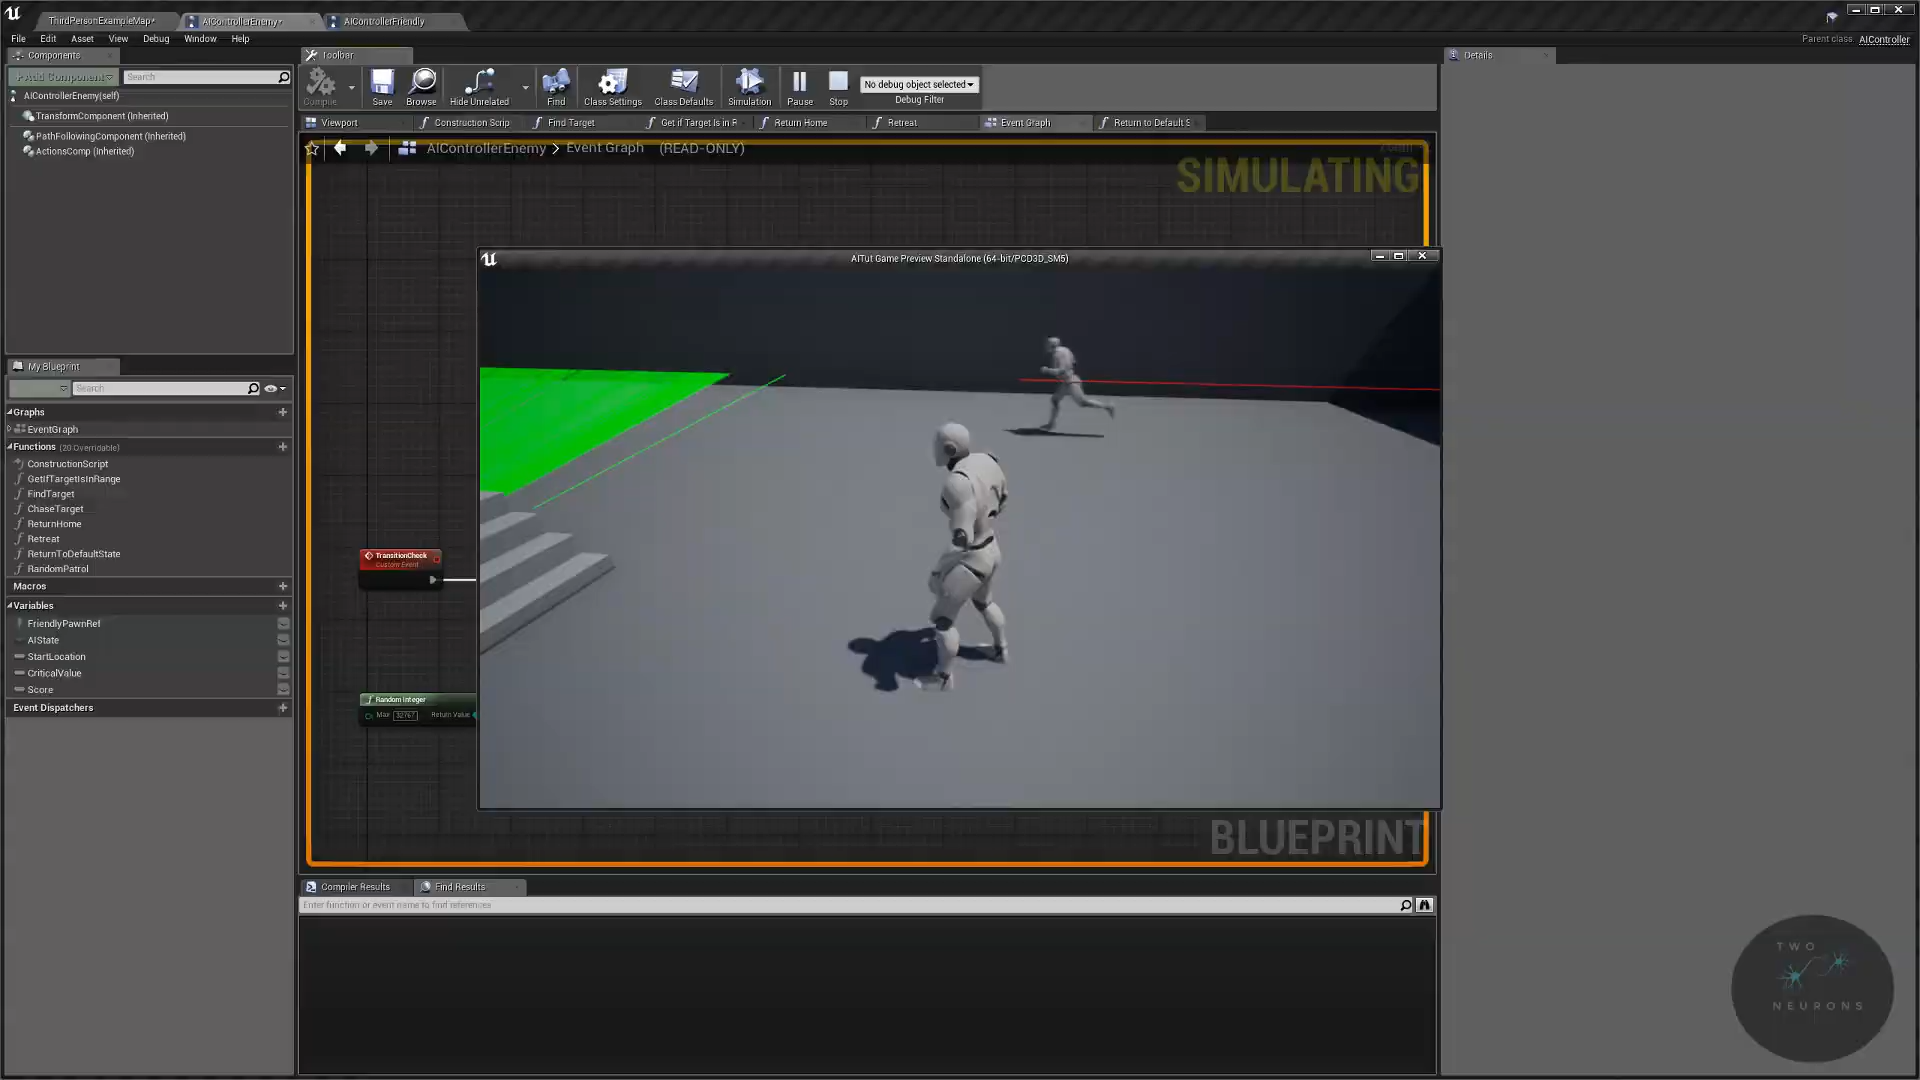 ThirdPersonExampleMap*
AIControllerEnemy*
AIControllerFriendly
File Edit Asset View Debug Window Help
Parent class AIController
Components
+Add Component
Search
AIControllerEnemy(self)
TransformComponent (Inherited)
PathFollowingComponent (Inherited)
ActionsComp (Inherited)
My Blueprint
Search
Graphs
EventGraph
Functions (20 Overridable)
ConstructionScript
GetIfTargetIsInRange
FindTarget
ChaseTarget
ReturnHome
Retreat
ReturnToDefaultState
RandomPatrol
Macros
Variables
FriendlyPawnRef
AIState
StartLocation
CriticalValue
Score
Event Dispatchers
Toolbar
Compile Save Browse Hide Unrelated Find Class Settings Class Defaults Simulation Pause Stop
No debug object selected
Debug Filter
Viewport Construction Scrip Find Target Get if Target Is in R Return Home Retreat Event Graph Return to Default S
AIControllerEnemy > Event Graph (READ-ONLY)
SIMULATING
AITut Game Preview Standalone (64-bit/PCD3D_SM5)
TransitionCheck
Custom Event
Random Integer
Max 32767 Return Value
BLUEPRINT
Compiler Results
Find Results
Enter function or event name to find references
Details
TWO
NEURONS